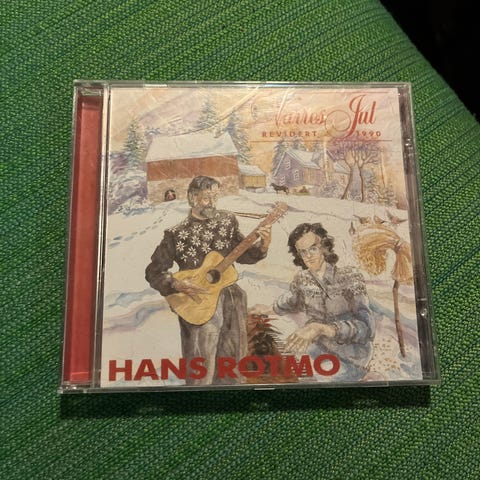 Vårres Jul
REVIDERT 1990
HANS ROTMO